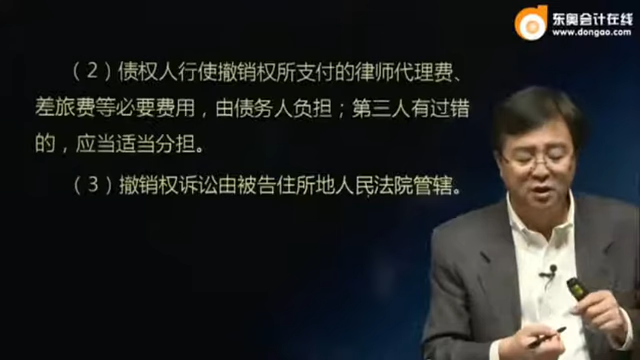 东奥会计在线
www.dongao.com
（2）债权人行使撤销权所支付的律师代理费、
差旅费等必要费用，由债务人负担；第三人有过错
的，应当适当分担。
（3）撤销权诉讼由被告住所地人民法院管辖。